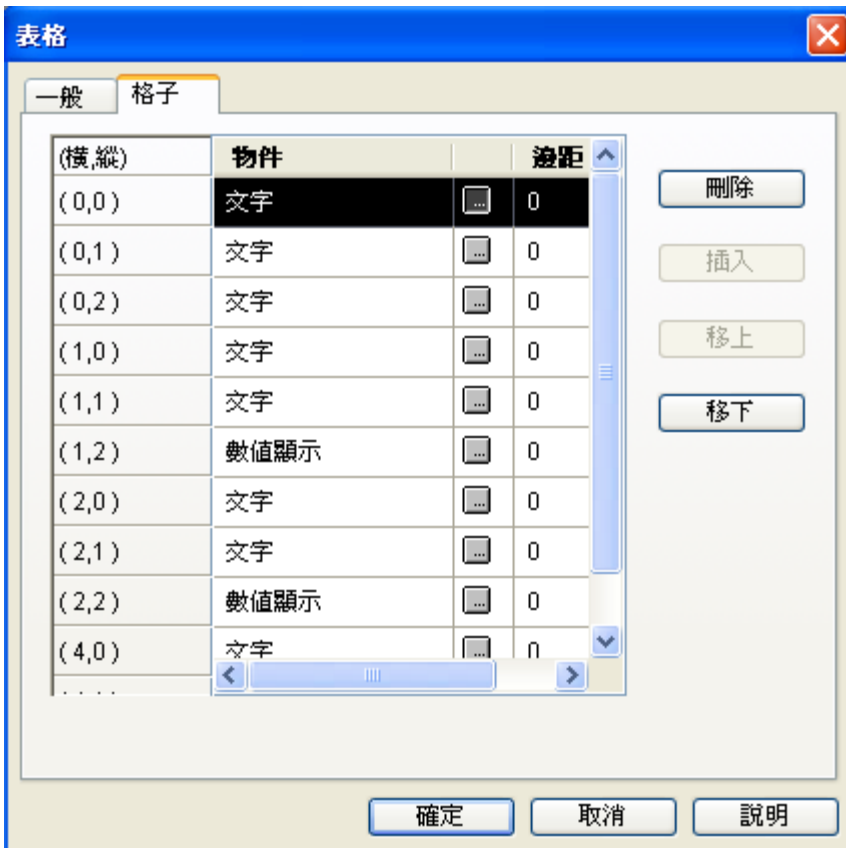 表格
一般 格子
(橫,縱) 物件 邊距
( 0,0 ) 文字 ... 0
( 0,1 ) 文字 ... 0
( 0,2 ) 文字 ... 0
( 1,0 ) 文字 ... 0
( 1,1 ) 文字 ... 0
( 1,2 ) 數值顯示 ... 0
( 2,0 ) 文字 ... 0
( 2,1 ) 文字 ... 0
( 2,2 ) 數值顯示 ... 0
( 4,0 ) 文字 ... 0
刪除
插入
移上
移下
確定 取消 說明